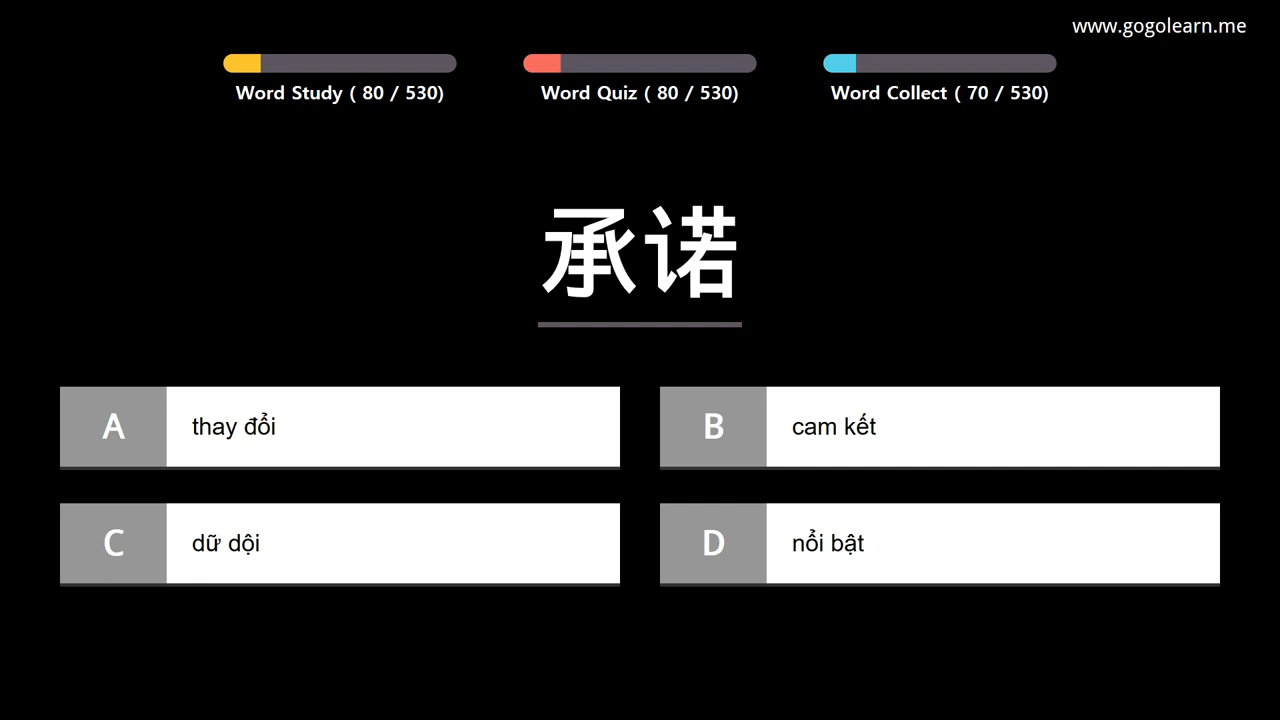 www.gogolearn.me
Word Study ( 80 / 530)
Word Quiz ( 80 / 530)
Word Collect ( 70 / 530)
承诺
A thay đổi
B cam kết
C dữ dội
D nổi bật